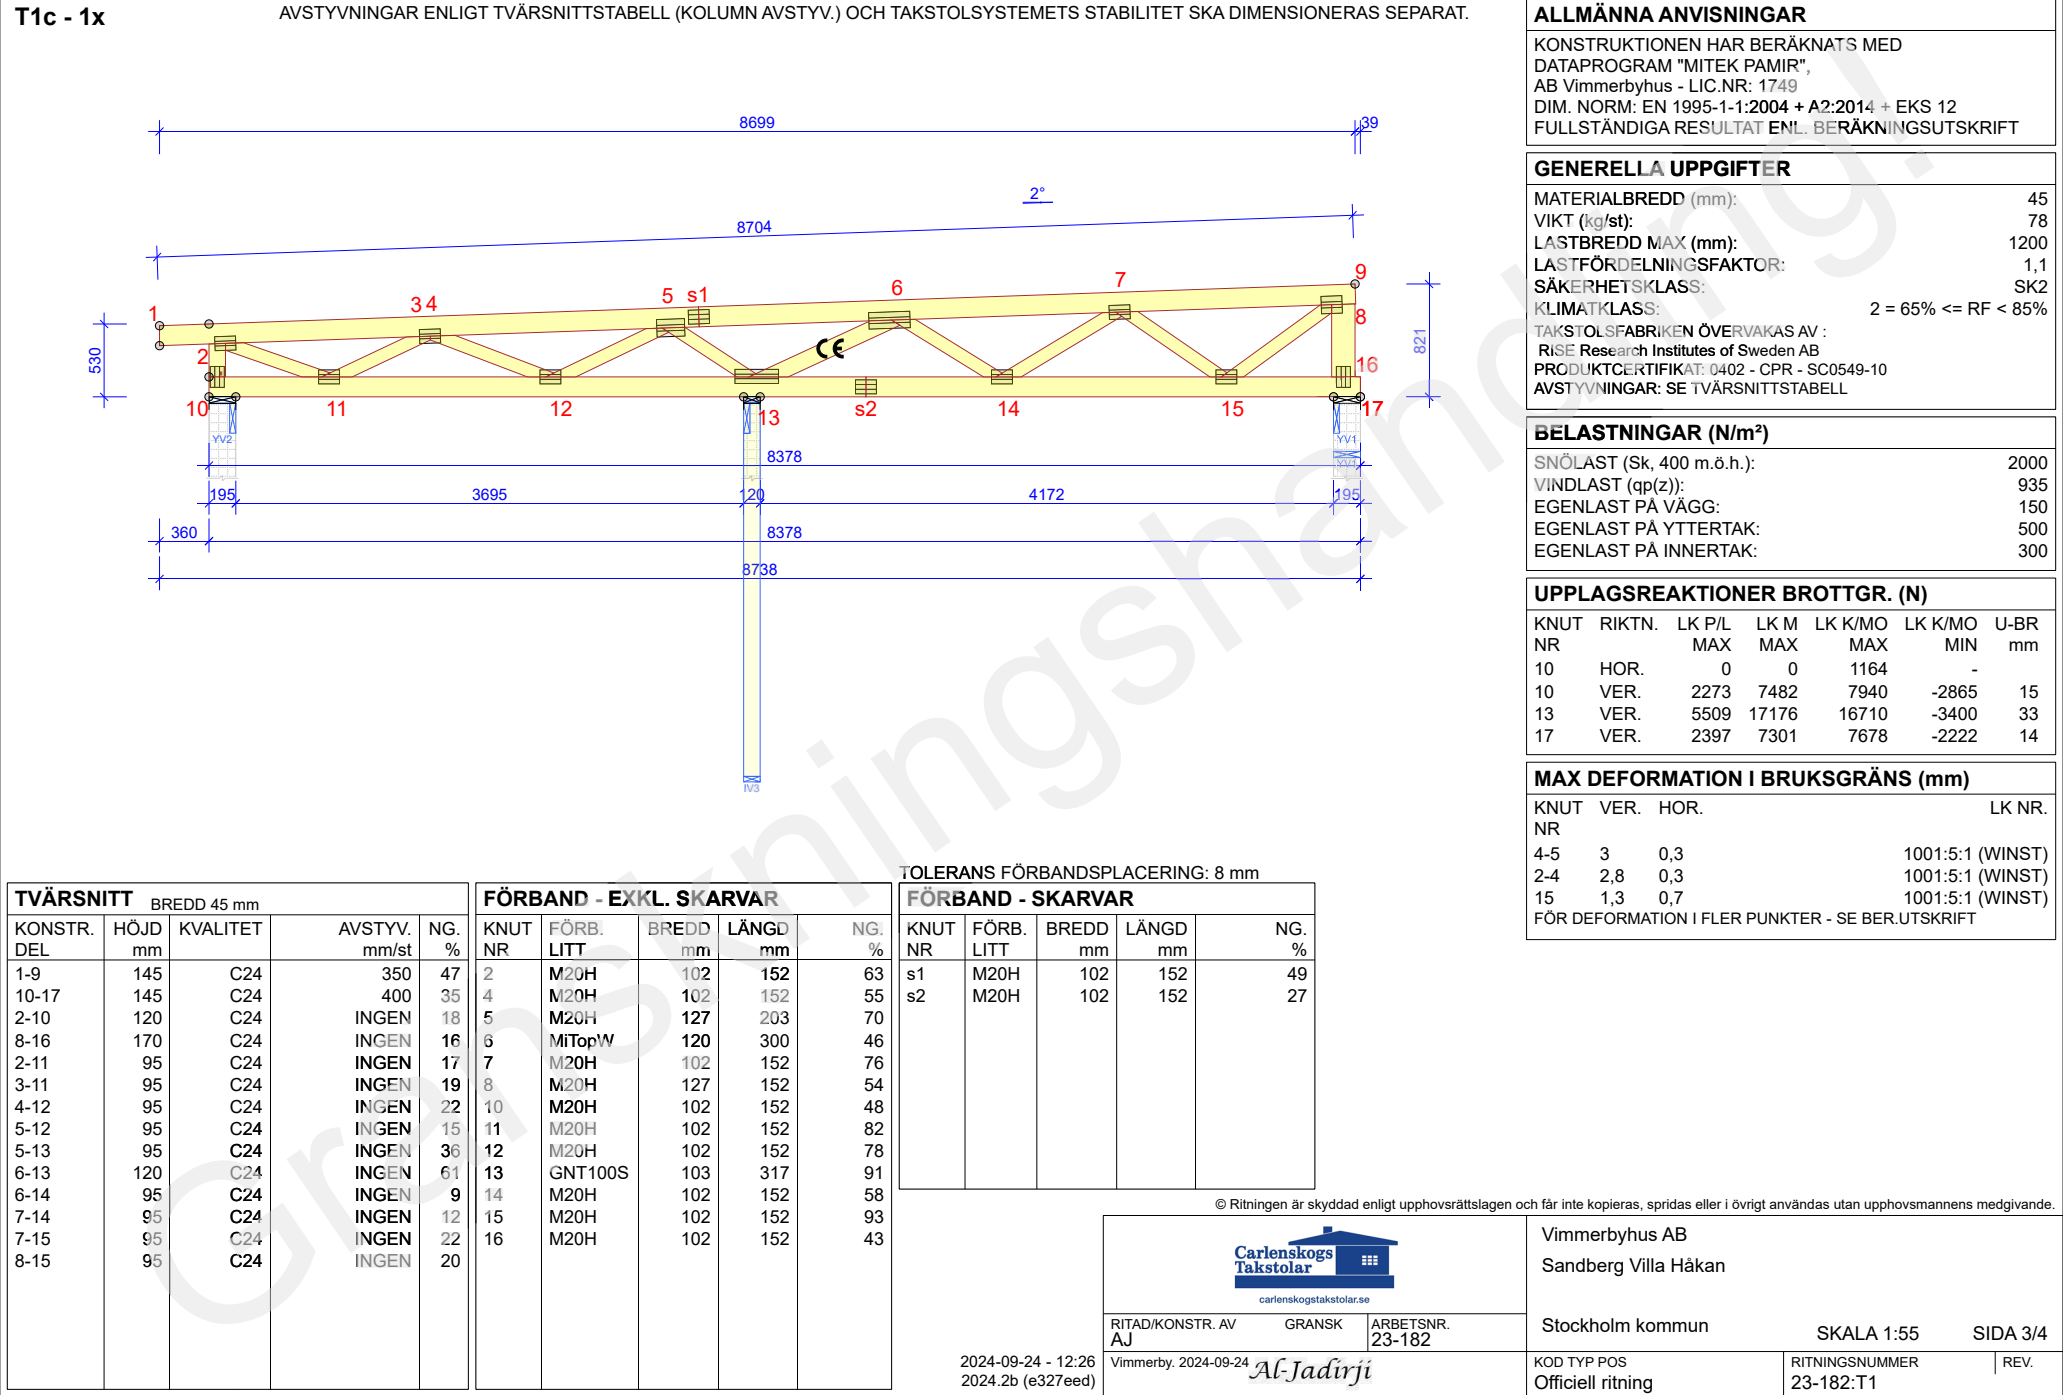 T1c - 1x
AVSTYVNINGAR ENLIGT TVÄRSNITTSTABELL (KOLUMN AVSTYV.) OCH TAKSTOLSYSTEMETS STABILITET SKA DIMENSIONERAS SEPARAT.
8699 39
2°
8704
1 2 3 4 5 s1 6 7 9 8
530 821
16
10 11 12 13 s2 14 15 17
CE
YV2 YV1
YV1
8378
195 3695 120 4172 195
360 8378
8738
IV3
ALLMÄNNA ANVISNINGAR
KONSTRUKTIONEN HAR BERÄKNATS MED
DATAPROGRAM "MITEK PAMIR",
AB Vimmerbyhus - LIC.NR: 1749
DIM. NORM: EN 1995-1-1:2004 + A2:2014 + EKS 12
FULLSTÄNDIGA RESULTAT ENL. BERÄKNINGSUTSKRIFT
GENERELLA UPPGIFTER
MATERIALBREDD (mm): 45
VIKT (kg/st): 78
LASTBREDD MAX (mm): 1200
LASTFÖRDELNINGSFAKTOR: 1,1
SÄKERHETSKLASS: SK2
KLIMATKLASS: 2 = 65% <= RF < 85%
TAKSTOLSFABRIKEN ÖVERVAKAS AV :
RISE Research Institutes of Sweden AB
PRODUKTCERTIFIKAT: 0402 - CPR - SC0549-10
AVSTYVNINGAR: SE TVÄRSNITTSTABELL
BELASTNINGAR (N/m²)
SNÖLAST (Sk, 400 m.ö.h.): 2000
VINDLAST (qp(z)): 935
EGENLAST PÅ VÄGG: 150
EGENLAST PÅ YTTERTAK: 500
EGENLAST PÅ INNERTAK: 300
UPPLAGSREAKTIONER BROTTGR. (N)
KNUT RIKTN. LK P/L LK M LK K/MO LK K/MO U-BR
NR MAX MAX MAX MIN mm
10 HOR. 0 0 1164 -
10 VER. 2273 7482 7940 -2865 15
13 VER. 5509 17176 16710 -3400 33
17 VER. 2397 7301 7678 -2222 14
MAX DEFORMATION I BRUKSGRÄNS (mm)
KNUT VER. HOR. LK NR.
NR
4-5 3 0,3 1001:5:1 (WINST)
2-4 2,8 0,3 1001:5:1 (WINST)
15 1,3 0,7 1001:5:1 (WINST)
FÖR DEFORMATION I FLER PUNKTER - SE BER.UTSKRIFT
TVÄRSNITT BREDD 45 mm
KONSTR. HÖJD KVALITET AVSTYV. NG.
DEL mm mm/st %
1-9 145 C24 350 47
10-17 145 C24 400 35
2-10 120 C24 INGEN 18
8-16 170 C24 INGEN 16
2-11 95 C24 INGEN 17
3-11 95 C24 INGEN 19
4-12 95 C24 INGEN 22
5-12 95 C24 INGEN 15
5-13 95 C24 INGEN 36
6-13 120 C24 INGEN 61
6-14 95 C24 INGEN 9
7-14 95 C24 INGEN 12
7-15 95 C24 INGEN 22
8-15 95 C24 INGEN 20
FÖRBAND - EXKL. SKARVAR
KNUT FÖRB. BREDD LÄNGD NG.
NR LITT mm mm %
2 M20H 102 152 63
4 M20H 102 152 55
5 M20H 127 203 70
6 MiTopW 120 300 46
7 M20H 102 152 76
8 M20H 127 152 54
10 M20H 102 152 48
11 M20H 102 152 82
12 M20H 102 152 78
13 GNT100S 103 317 91
14 M20H 102 152 58
15 M20H 102 152 93
16 M20H 102 152 43
TOLERANS FÖRBANDSPLACERING: 8 mm
FÖRBAND - SKARVAR
KNUT FÖRB. BREDD LÄNGD NG.
NR LITT mm mm %
s1 M20H 102 152 49
s2 M20H 102 152 27
© Ritningen är skyddad enligt upphovsrättslagen och får inte kopieras, spridas eller i övrigt användas utan upphovsmannens medgivande.
Carlenskogs
Takstolar
carlenskogstakstolar.se
Vimmerbyhus AB
Sandberg Villa Håkan
Stockholm kommun SKALA 1:55 SIDA 3/4
RITAD/KONSTR. AV GRANSK ARBETSNR.
AJ 23-182
2024-09-24 - 12:26
2024.2b (e327eed)
Vimmerby. 2024-09-24 Al-Jadirji
KOD TYP POS RITNINGSNUMMER REV.
Officiell ritning 23-182:T1
Granskningshandling!